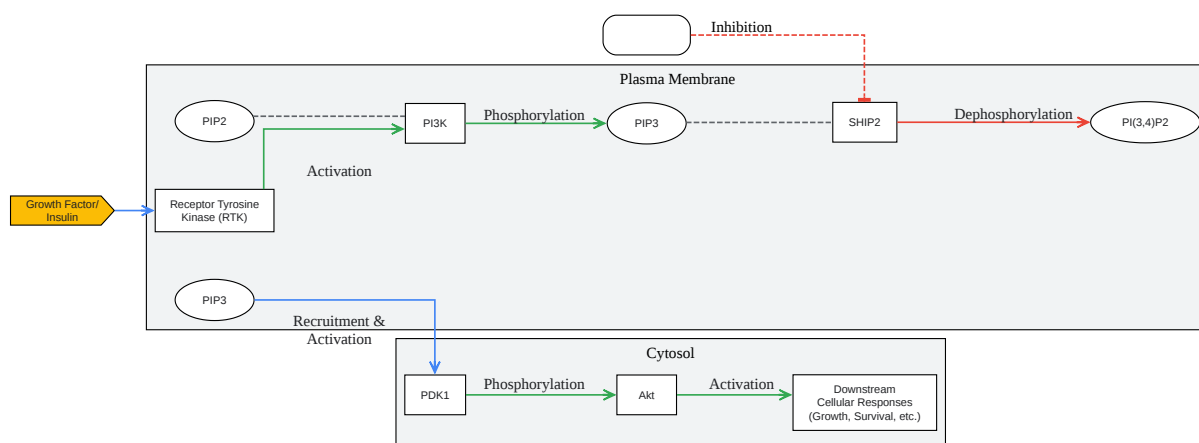 Inhibition
Plasma Membrane
PIP2
PI3K
Phosphorylation
PIP3
SHIP2
Dephosphorylation
PI(3,4)P2
Activation
Growth Factor/
Insulin
Receptor Tyrosine
Kinase (RTK)
PIP3
Recruitment &
Activation
Cytosol
PDK1
Phosphorylation
Akt
Activation
Downstream
Cellular Responses
(Growth, Survival, etc.)